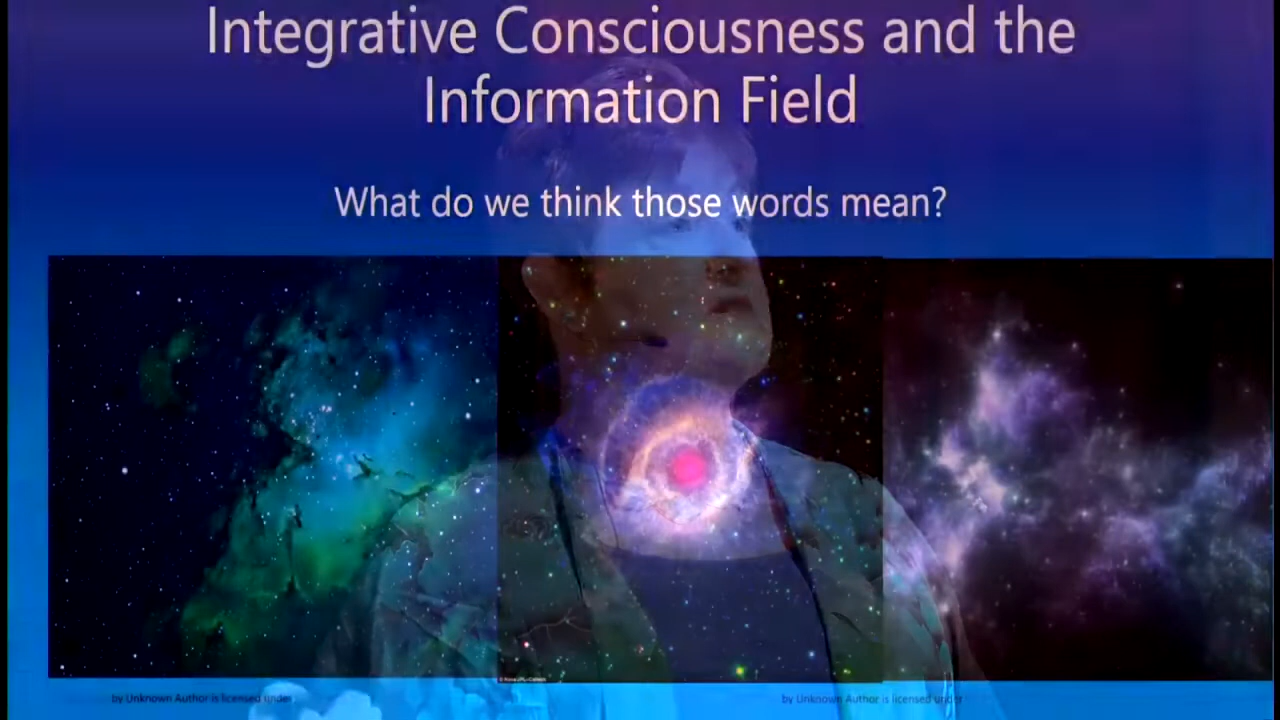 Integrative Consciousness and the
Information Field
What do we think those words mean?
by Unknown Author is licensed under
by Unknown Author is licensed under